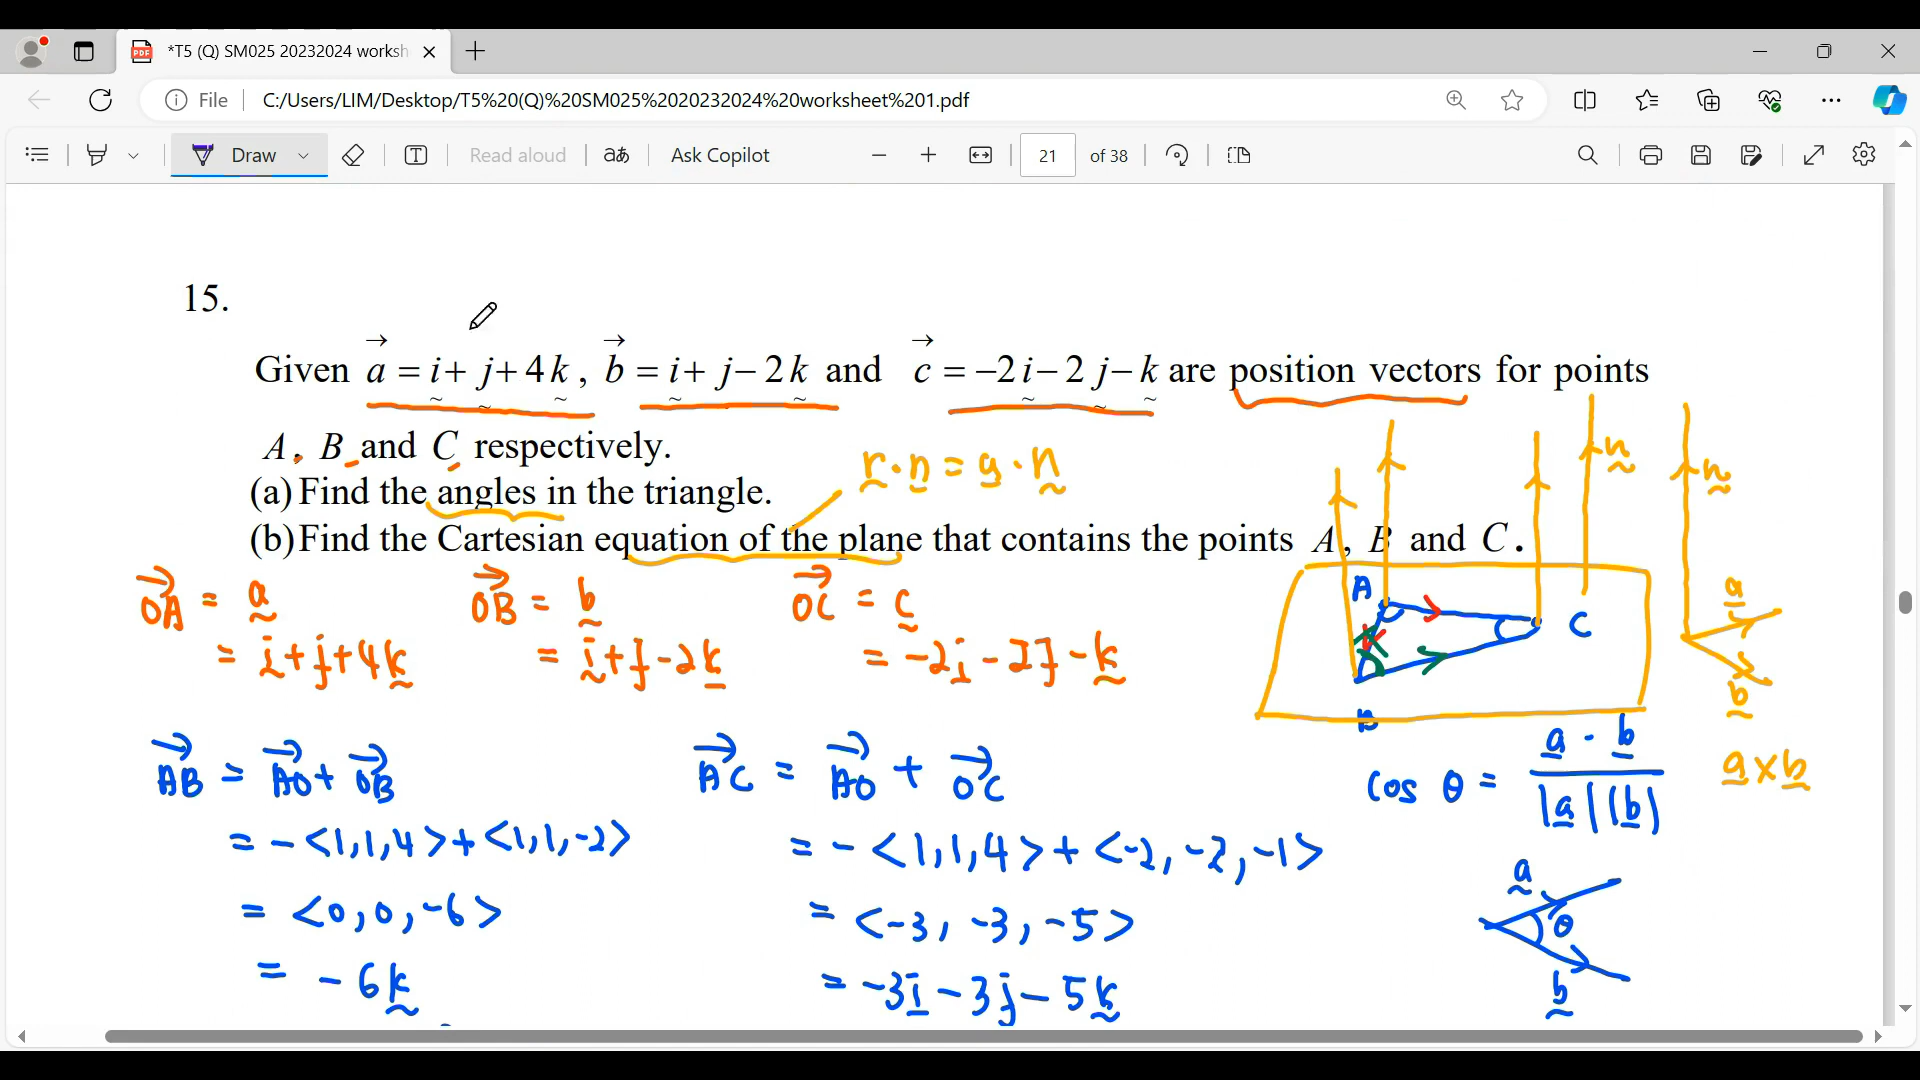 *T5 (Q) SM025 20232024 worksh
File C:/Users/LIM/Desktop/T5%20(Q)%20SM025%2020232024%20worksheet%201.pdf
Draw Read aloud aあ Ask Copilot 21 of 38
15.
Given a→ = i + j + 4k , b→ = i + j − 2k and c→ = −2i − 2j − k are position vectors for points
A, B and C respectively.
r · n = a · n
(a) Find the angles in the triangle.
(b) Find the Cartesian equation of the plane that contains the points A, B and C.
n n
A C B
a b
OA→ = a OB→ = b OC→ = c
= i + j + 4k = i + j − 2k = −2i − 2j − k
AB→ = AO→ + OB→ AC→ = AO→ + OC→
cos θ = a · b / |a||b| a × b
= − <1, 1, 4> + <1, 1, −2> = − <1, 1, 4> + <−2, −2, −1>
= <0, 0, −6> = <−3, −3, −5>
a θ b
= −6k = −3i − 3j − 5k